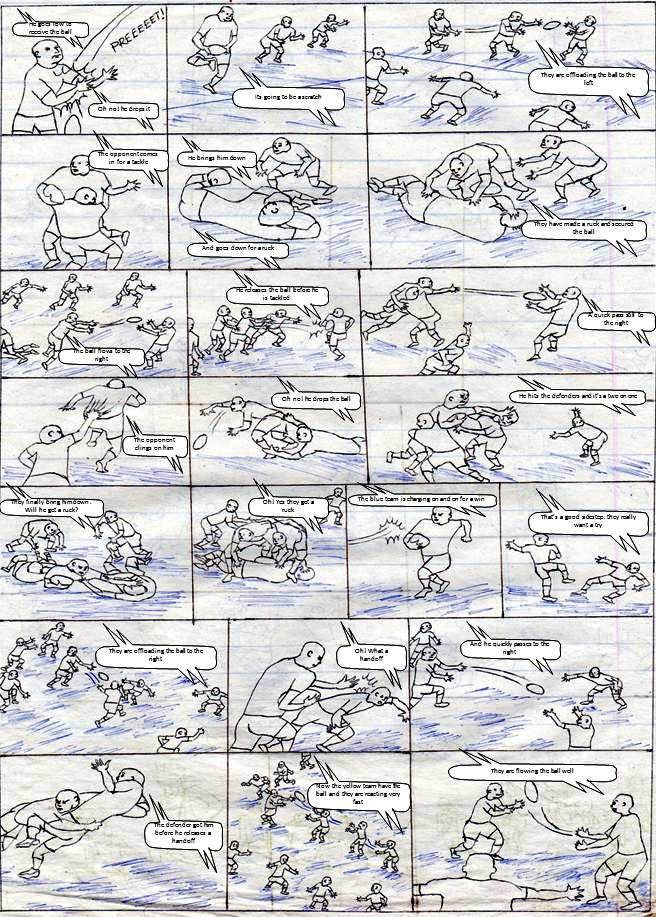 He goes low to
receive the ball
PREEEEET!
Oh no! he drops it
Its going to be a scratch
They are offloading the ball to the
left
The opponent comes
in for a tackle
He brings him down
And goes down for a ruck
They have made a ruck and secured
the ball
The ball flows to the
right
He releases the ball before he
is tackled
A quick pass still to
the right
The opponent
clings on him
Oh no! he drops the ball
He hits the defenders and it's a two on one
They finally bring him down .
Will he get a ruck?
Oh! Yes they get a
ruck
The blue team is charging on and on for a win
That's a good sidestep. they really
want a try
They are offloading the ball to the
right
Oh! What a
handoff
And he quickly passes to the
right
The defender got him
before he releases a
handoff
Now the yellow team have the
ball and they are reacting very
fast
They are flowing the ball well